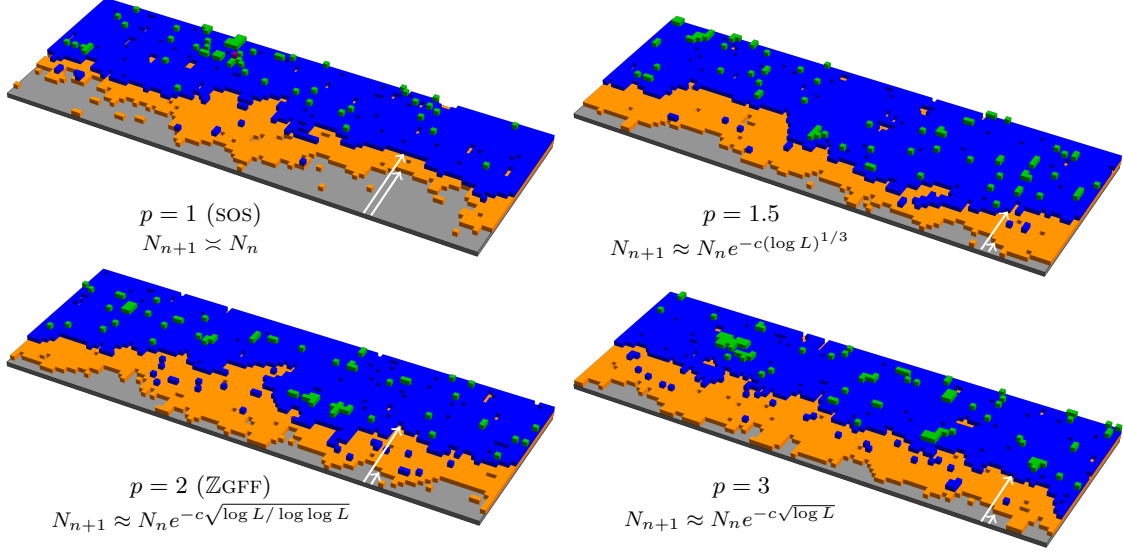 p = 1 (SOS)
N_{n+1} ≍ N_n
p = 1.5
N_{n+1} ≈ N_n e^{-c(log L)^{1/3}}
p = 2 (ℤGFF)
N_{n+1} ≈ N_n e^{-c√(log L/ log log L)}
p = 3
N_{n+1} ≈ N_n e^{-c√(log L)}